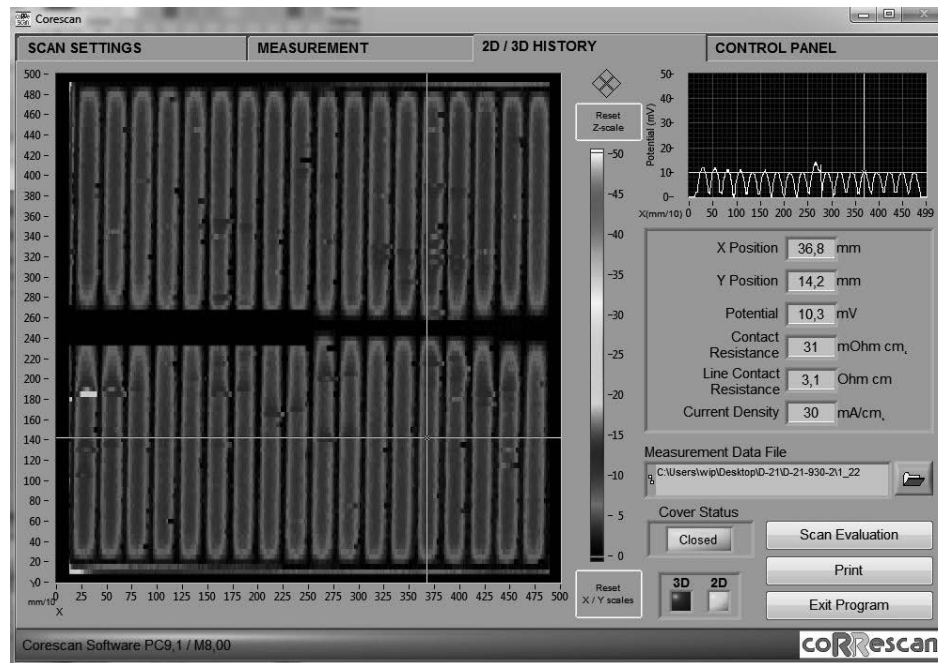 Corescan
SCAN SETTINGS
MEASUREMENT
2D / 3D HISTORY
CONTROL PANEL
500
480
460
440
420
400
380
360
340
320
300
280
260
240
220
200
180
160
140
120
100
80
60
40
20
0
mm/10
0 25 50 75 100 125 150 175 200 225 250 275 300 325 350 375 400 425 450 475 500
X
Reset
Z-scale
50
45
40
35
30
25
20
15
10
5
0
Reset
X / Y scales
Potential (mV)
50
40
30
20
10
0
X(mm/10) 0 50 100 150 200 250 300 350 400 450 499
X Position 36,8 mm
Y Position 14,2 mm
Potential 10,3 mV
Contact
Resistance 31 mOhm cm
Line Contact
Resistance 3,1 Ohm cm
Current Density 30 mA/cm
Measurement Data File
C:\Users\wip\Desktop\D-21\D-21-930-2\1_22
Cover Status
Closed
3D 2D
Scan Evaluation
Print
Exit Program
Corescan Software PC9,1 / M8,00
coRRescan